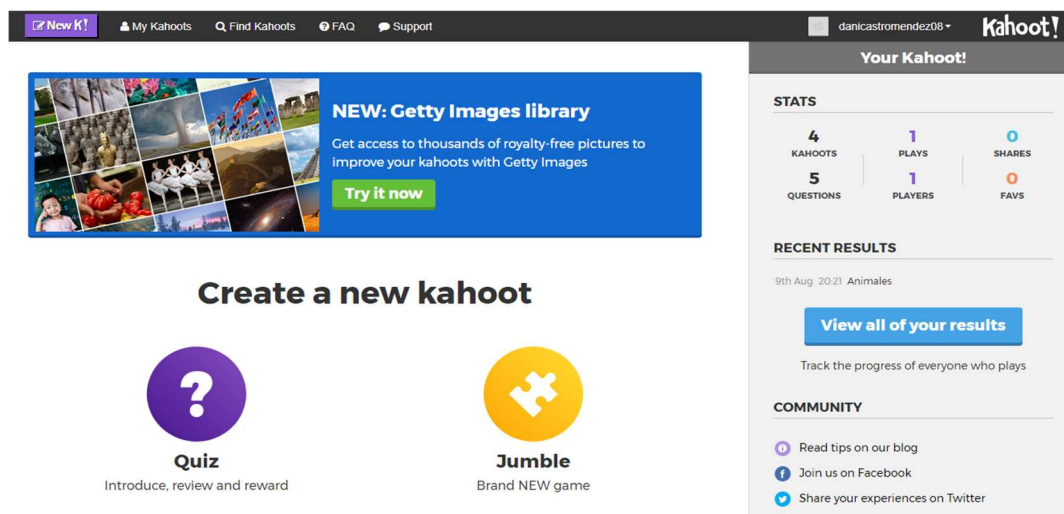 New K!
My Kahoots
Find Kahoots
FAQ
Support
danicastromendez08
Kahoot!
NEW: Getty Images library
Get access to thousands of royalty-free pictures to
improve your kahoots with Getty Images
Try it now
Create a new kahoot
Quiz
Introduce, review and reward
Jumble
Brand NEW game
Your Kahoot!
STATS
4 1 0
KAHOOTS PLAYS SHARES
5 1 0
QUESTIONS PLAYERS FAVS
RECENT RESULTS
9th Aug 20:21 Animales
View all of your results
Track the progress of everyone who plays
COMMUNITY
Read tips on our blog
Join us on Facebook
Share your experiences on Twitter